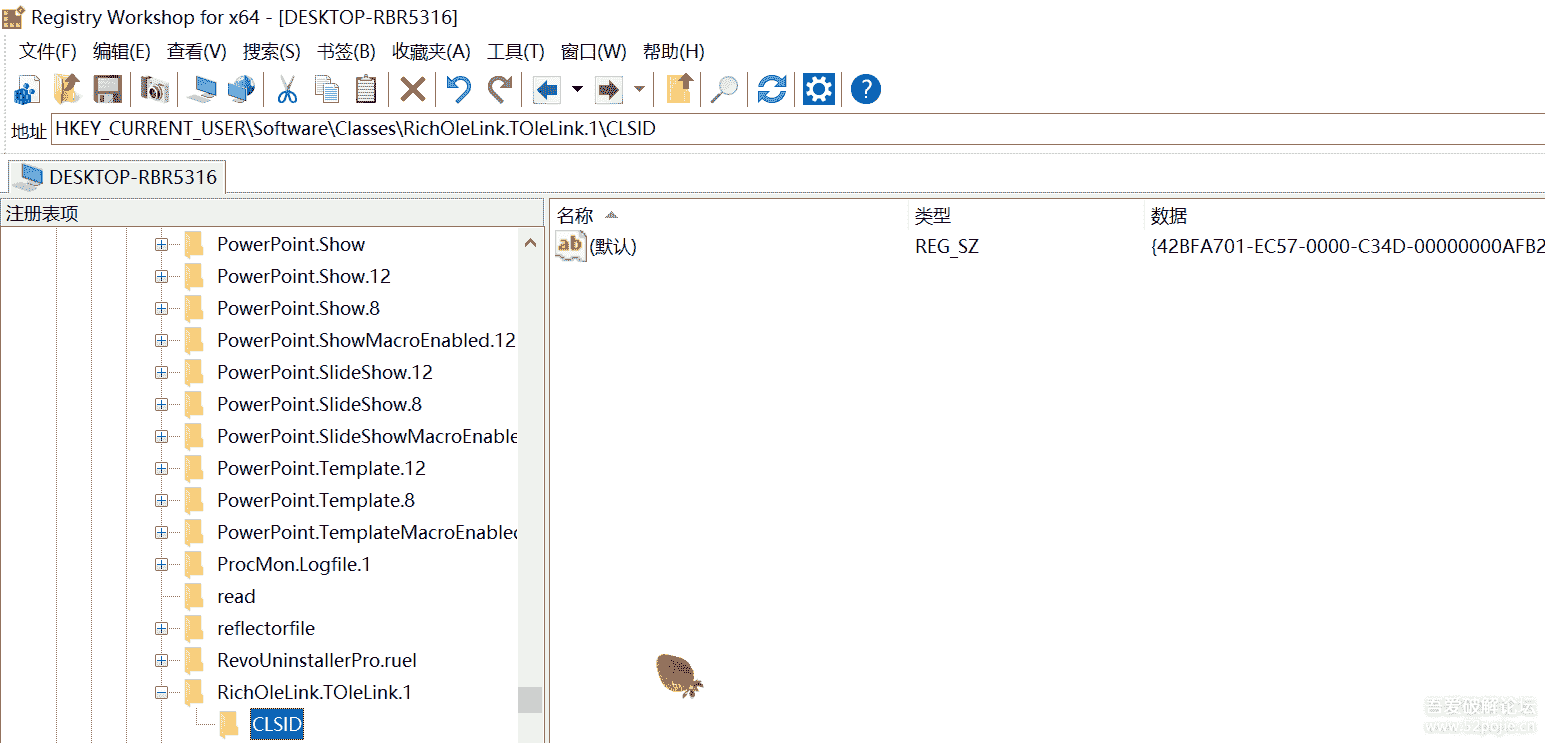 Registry Workshop for x64 - [DESKTOP-RBR5316]
文件(F) 编辑(E) 查看(V) 搜索(S) 书签(B) 收藏夹(A) 工具(T) 窗口(W) 帮助(H)
地址 HKEY_CURRENT_USER\Software\Classes\RichOleLink.TOleLink.1\CLSID
DESKTOP-RBR5316
注册表项
名称 类型 数据
ab (默认) REG_SZ {42BFA701-EC57-0000-C34D-00000000AFB2
PowerPoint.Show
PowerPoint.Show.12
PowerPoint.Show.8
PowerPoint.ShowMacroEnabled.12
PowerPoint.SlideShow.12
PowerPoint.SlideShow.8
PowerPoint.SlideShowMacroEnable
PowerPoint.Template.12
PowerPoint.Template.8
PowerPoint.TemplateMacroEnabled
ProcMon.Logfile.1
read
reflectorfile
RevoUninstallerPro.ruel
RichOleLink.TOleLink.1
CLSID
吾爱破解论坛
www.52pojie.cn